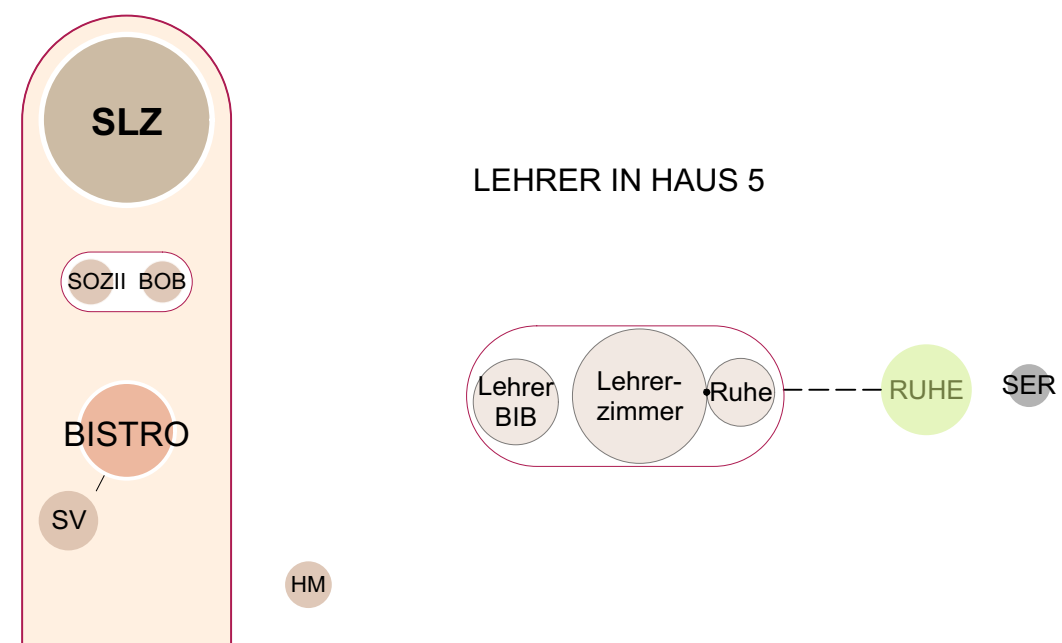 SLZ
LEHRER IN HAUS 5
SOZII BOB
Lehrer
BIB
Lehrer-
zimmer
Ruhe
RUHE
SER
BISTRO
SV
HM